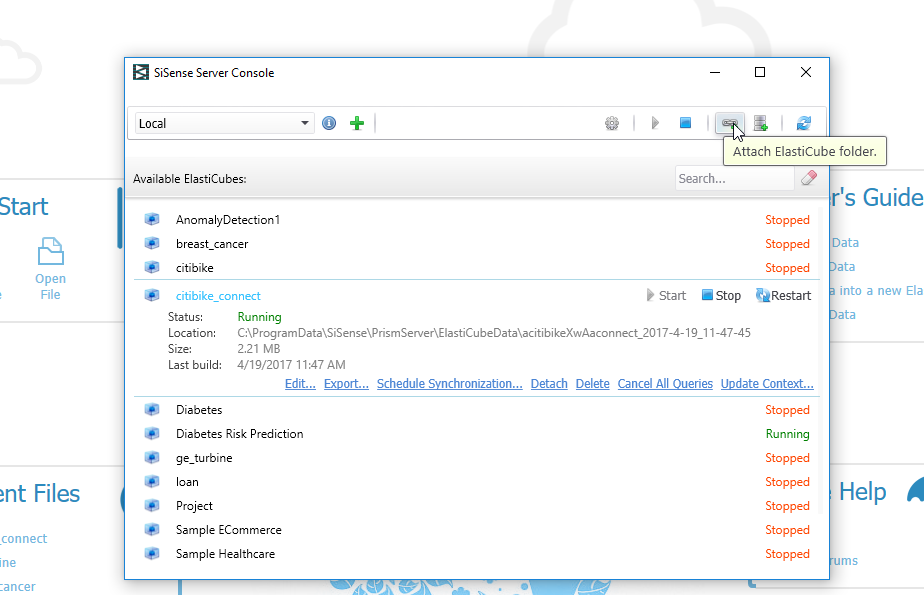 SiSense Server Console
Local
Attach ElastiCube folder.
Available ElastiCubes:
Search...
AnomalyDetection1 Stopped
breast_cancer Stopped
citibike Stopped
citibike_connect Start Stop Restart
Status: Running
Location: C:\ProgramData\SiSense\PrismServer\ElastiCubeData\acitibikeXwAaconnect_2017-4-19_11-47-45
Size: 2.21 MB
Last build: 4/19/2017 11:47 AM
Edit... Export... Schedule Synchronization... Detach Delete Cancel All Queries Update Context...
Diabetes Stopped
Diabetes Risk Prediction Running
ge_turbine Stopped
loan Stopped
Project Stopped
Sample ECommerce Stopped
Sample Healthcare Stopped
Start
Open
File
ent Files
_connect
ine
cancer
r's Guide
Data
Data
a into a new Ela
Data
Help
rums